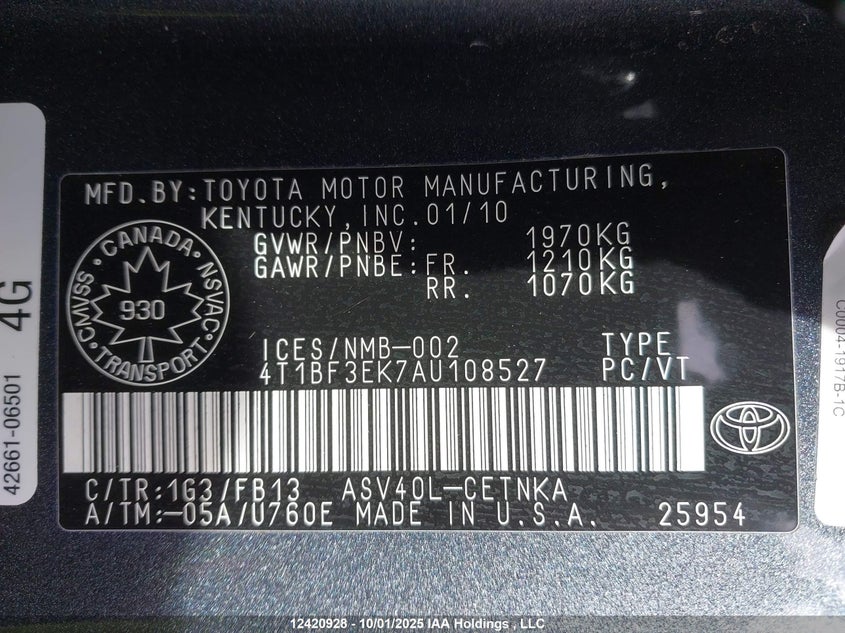 MFD.BY:TOYOTA MOTOR MANUFACTURING,
KENTUCKY,INC.01/10
GVWR/PNBV: 1970KG
GAWR/PNBE:FR. 1210KG
RR. 1070KG
CANADA
CMVSS 930 NSVAC
TRANSPORT
ICES/NMB-002 TYPE
4T1BF3EK7AU108527 PC/VT
C/TR:1G3/FB13 ASV40L-CETNKA
A/TM:-05A/U760E MADE IN U.S.A. 25954
4G
42661-06501
C0004-1917B-1C
12420928 - 10/01/2025 IAA Holdings , LLC